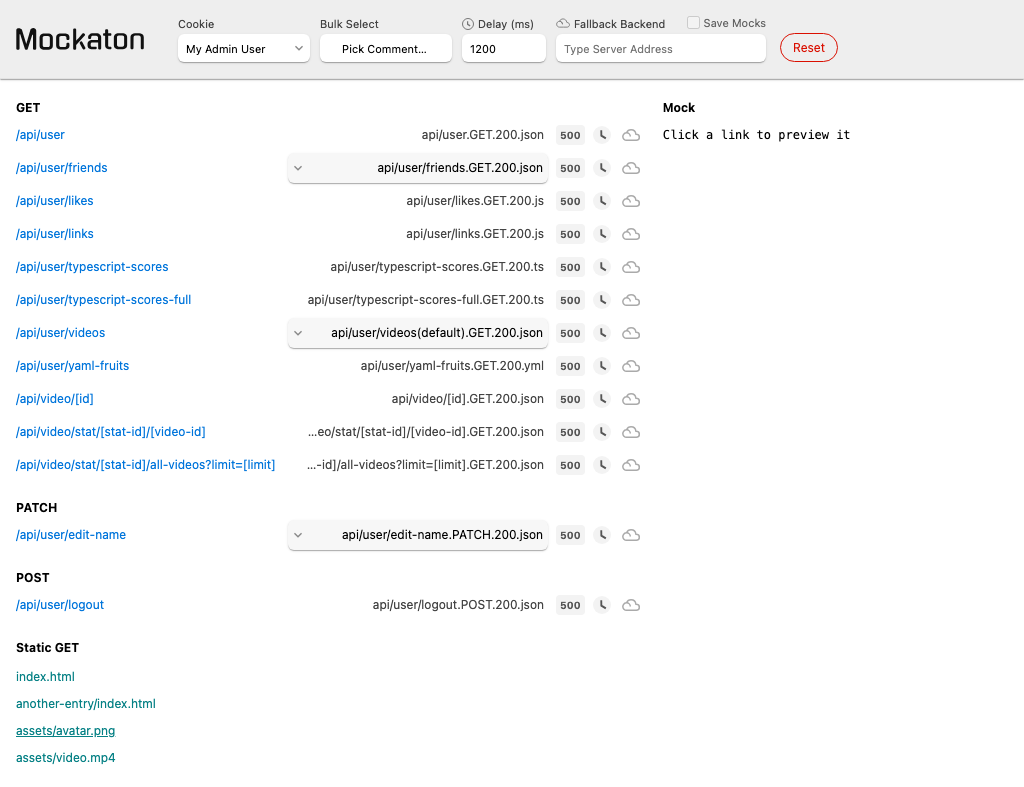 Mockaton
Cookie
My Admin User
Bulk Select
Pick Comment...
Delay (ms)
1200
Fallback Backend
Save Mocks
Type Server Address
Reset
GET
/api/user api/user.GET.200.json 500
/api/user/friends api/user/friends.GET.200.json 500
/api/user/likes api/user/likes.GET.200.js 500
/api/user/links api/user/links.GET.200.js 500
/api/user/typescript-scores api/user/typescript-scores.GET.200.ts 500
/api/user/typescript-scores-full api/user/typescript-scores-full.GET.200.ts 500
/api/user/videos api/user/videos(default).GET.200.json 500
/api/user/yaml-fruits api/user/yaml-fruits.GET.200.yml 500
/api/video/[id] api/video/[id].GET.200.json 500
/api/video/stat/[stat-id]/[video-id] ...eo/stat/[stat-id]/[video-id].GET.200.json 500
/api/video/stat/[stat-id]/all-videos?limit=[limit] ...-id]/all-videos?limit=[limit].GET.200.json 500
PATCH
/api/user/edit-name api/user/edit-name.PATCH.200.json 500
POST
/api/user/logout api/user/logout.POST.200.json 500
Static GET
index.html
another-entry/index.html
assets/avatar.png
assets/video.mp4
Mock
Click a link to preview it